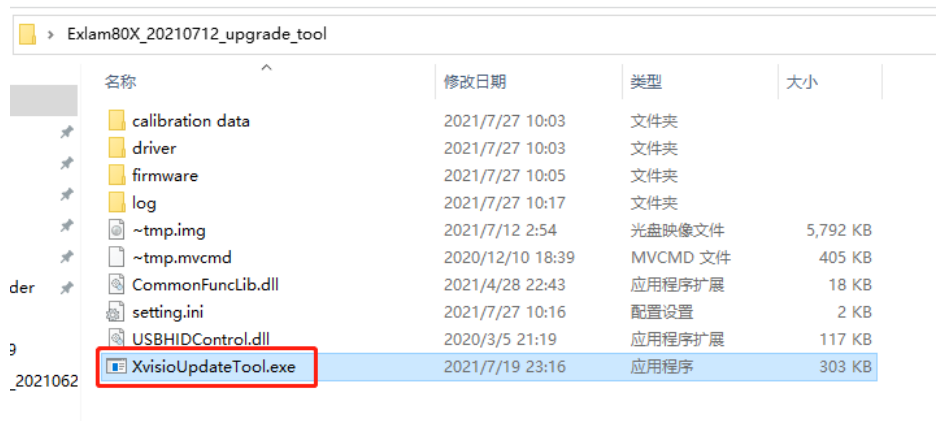 Exlam80X_20210712_upgrade_tool
名称 修改日期 类型 大小
calibration data 2021/7/27 10:03 文件夹
driver 2021/7/27 10:03 文件夹
firmware 2021/7/27 10:05 文件夹
log 2021/7/27 10:17 文件夹
~tmp.img 2021/7/12 2:54 光盘映像文件 5,792 KB
~tmp.mvcmd 2020/12/10 18:39 MVCMD 文件 405 KB
der CommonFuncLib.dll 2021/4/28 22:43 应用程序扩展 18 KB
setting.ini 2021/7/27 10:16 配置设置 2 KB
9 USBHIDControl.dll 2020/3/5 21:19 应用程序扩展 117 KB
_2021062 XvisioUpdateTool.exe 2021/7/19 23:16 应用程序 303 KB